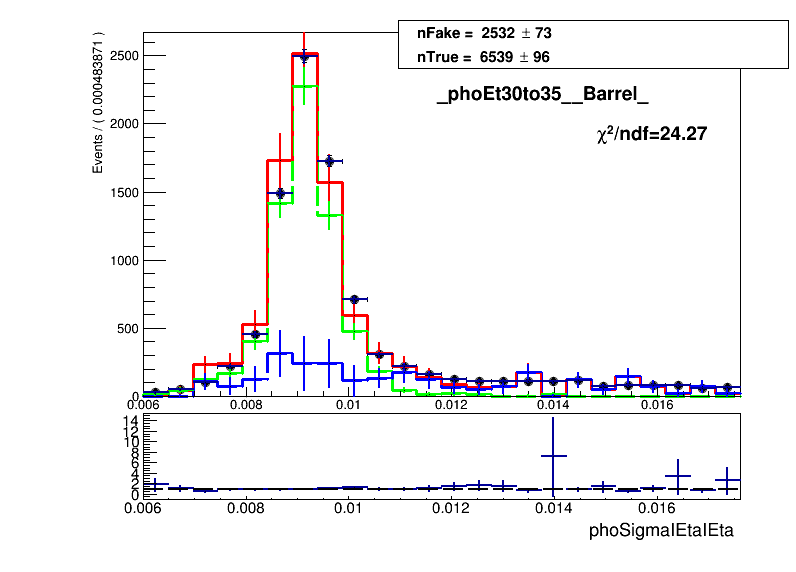 nFake = 2532 ± 73
nTrue = 6539 ± 96
_phoEt30to35__Barrel_
χ²/ndf=24.27
Events / ( 0.000483871 )
2500
2000
1500
1000
500
0
0.006 0.008 0.01 0.012 0.014 0.016
14
12
10
8
6
4
2
0
0.006 0.008 0.01 0.012 0.014 0.016
phoSigmaIEtaIEta